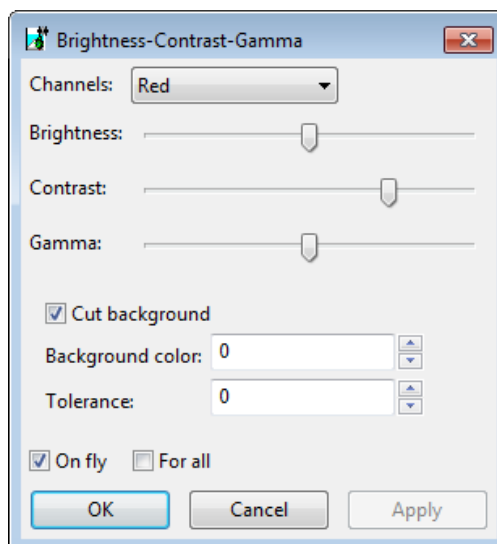 Brightness-Contrast-Gamma
Channels: Red
Brightness:
Contrast:
Gamma:
Cut background
Background color: 0
Tolerance: 0
On fly For all
OK Cancel Apply